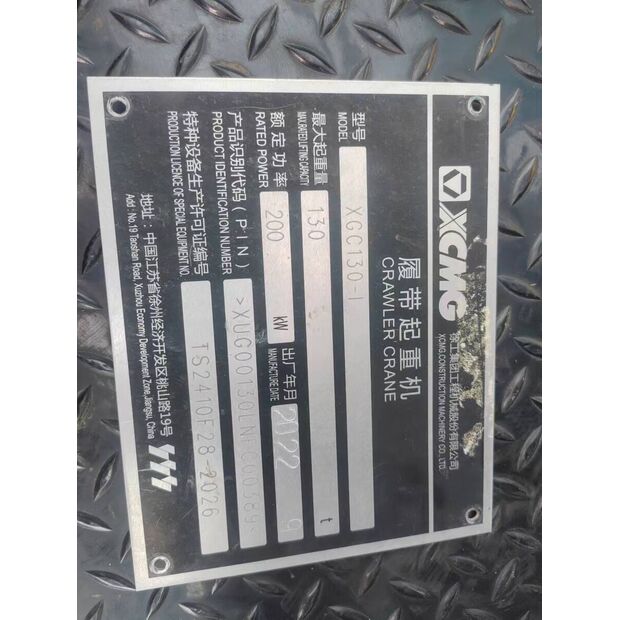 XCMG
徐工集团工程机械股份有限公司
XCMG CONSTRUCTION MACHINERY CO., LTD.
履带起重机
CRAWLER CRANE
型号
MODEL
XGC130-I
最大起重量
MAX.RATED LIFTING CAPACITY
130
t
额定功率
RATED POWER
200
kW
出厂年月
MANUFACTURE DATE
2022
9
产品识别代码(PIN)
PRODUCT IDENTIFICATION NUMBER
特种设备生产许可证编号
PRODUCTION LICENCE OF SPECIAL EQUIPMENT NO.
TS2410F28-2026
地址:中国江苏省徐州经济开发区桃山路19号
Add : No.19 Taoshan Road, Xuzhou Economy Development Zone, Jiangsu, China